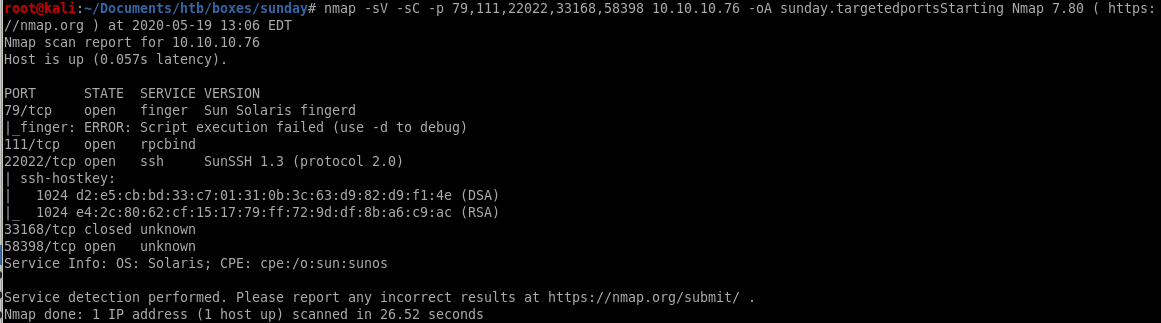 root@kali:~/Documents/htb/boxes/sunday# nmap -sV -sC -p 79,111,22022,33168,58398 10.10.10.76 -oA sunday.targetedportsStarting Nmap 7.80 ( https:
//nmap.org ) at 2020-05-19 13:06 EDT
Nmap scan report for 10.10.10.76
Host is up (0.057s latency).

PORT      STATE  SERVICE VERSION
79/tcp    open   finger  Sun Solaris fingerd
|_finger: ERROR: Script execution failed (use -d to debug)
111/tcp   open   rpcbind
22022/tcp open   ssh     SunSSH 1.3 (protocol 2.0)
| ssh-hostkey:
|   1024 d2:e5:cb:bd:33:c7:01:31:0b:3c:63:d9:82:d9:f1:4e (DSA)
|_  1024 e4:2c:80:62:cf:15:17:79:ff:72:9d:df:8b:a6:c9:ac (RSA)
33168/tcp closed unknown
58398/tcp open   unknown
Service Info: OS: Solaris; CPE: cpe:/o:sun:sunos

Service detection performed. Please report any incorrect results at https://nmap.org/submit/ .
Nmap done: 1 IP address (1 host up) scanned in 26.52 seconds